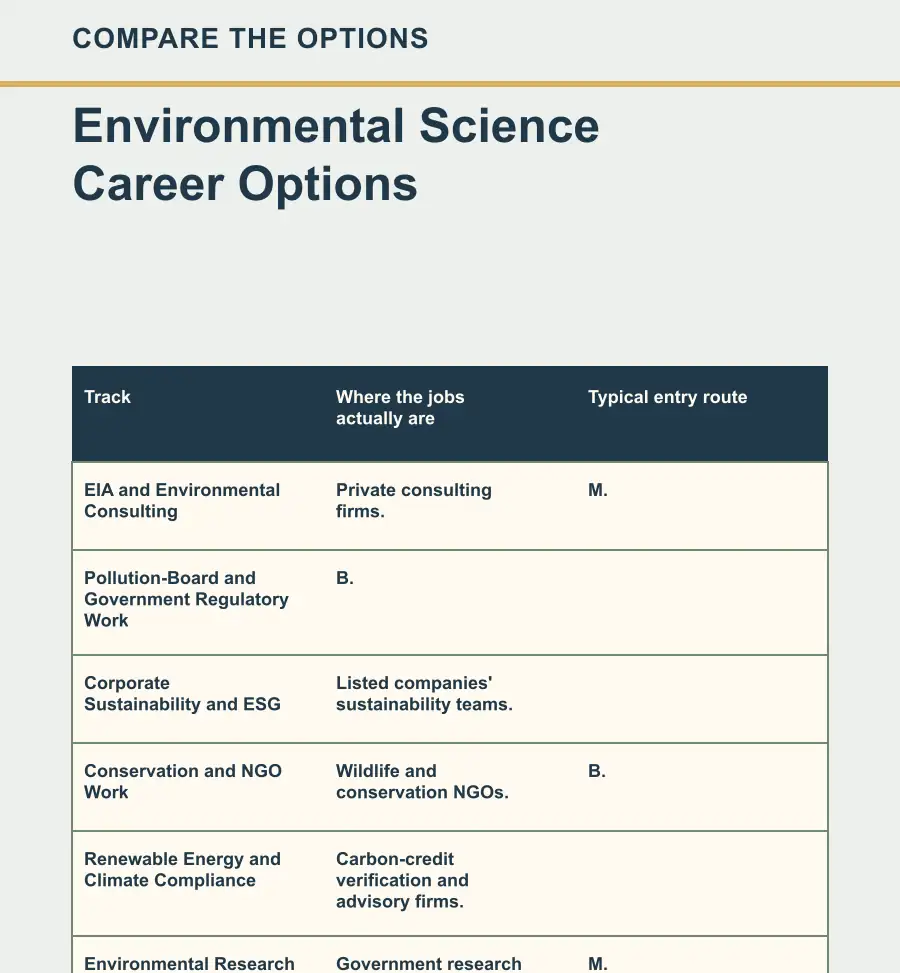 COMPARE THE OPTIONS
Environmental Science
Career Options
Track
Where the jobs
actually are
Typical entry route
EIA and Environmental
Consulting
Private consulting
firms.
M.
Pollution-Board and
Government Regulatory
Work
B.
Corporate
Sustainability and ESG
Listed companies'
sustainability teams.
Conservation and NGO
Work
Wildlife and
conservation NGOs.
B.
Renewable Energy and
Climate Compliance
Carbon-credit
verification and
advisory firms.
Environmental Research
Government research
M.